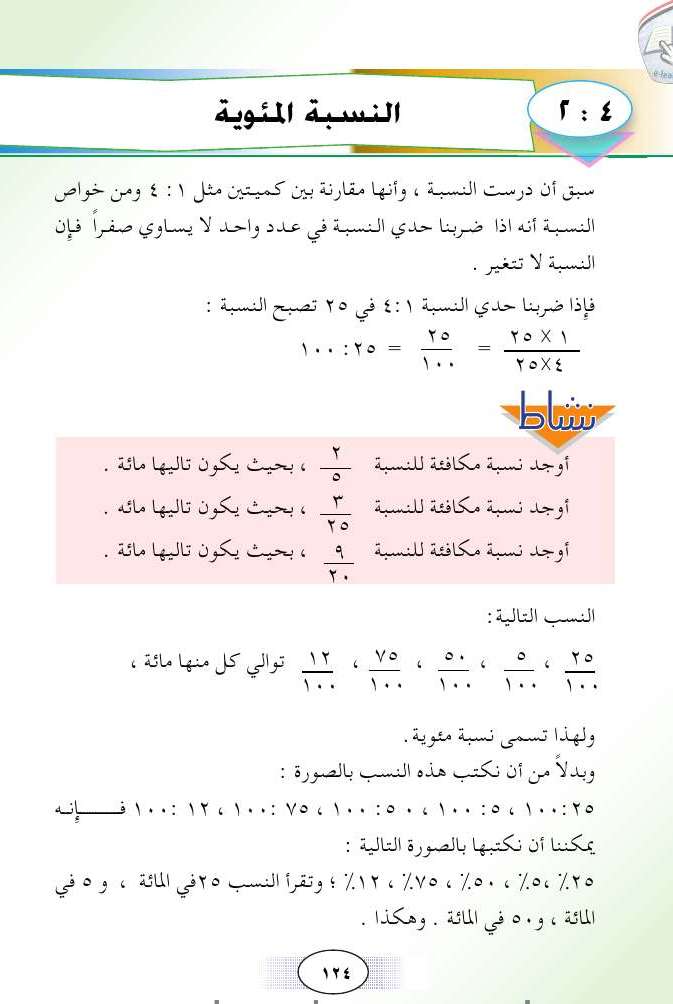 e-lea
٤ : ٢ النسبة المئوية
سبق أن درست النسبة ، وأنها مقارنة بين كميتين مثل ١ : ٤ ومن خواص
النسبة أنه اذا ضربنا حدي النسبة في عدد واحد لا يساوي صفراً فإن
النسبة لا تتغير .
فإذا ضربنا حدي النسبة ٤:١ في ٢٥ تصبح النسبة :
١ × ٢٥ / ٤×٢٥ = ٢٥ / ١٠٠ = ٢٥ : ١٠٠
نشاط
أوجد نسبة مكافئة للنسبة ٢ / ٥ ، بحيث يكون تاليها مائة .
أوجد نسبة مكافئة للنسبة ٣ / ٢٥ ، بحيث يكون تاليها مائه .
أوجد نسبة مكافئة للنسبة ٩ / ٢٠ ، بحيث يكون تاليها مائة .
النسب التالية:
٢٥ / ١٠٠ ، ٥ / ١٠٠ ، ٥٠ / ١٠٠ ، ٧٥ / ١٠٠ ، ١٢ / ١٠٠ توالي كل منها مائة ،
ولهذا تسمى نسبة مئوية .
وبدلاً من أن نكتب هذه النسب بالصورة :
٢٥ :١٠٠ ، ٥ : ١٠٠ ، ٥٠ : ١٠٠ ، ٧٥ : ١٠٠ ، ١٢ : ١٠٠ فــــإنه
يمكننا أن نكتبها بالصورة التالية :
٢٥٪ ،٥٪ ، ٥٠٪ ، ٧٥٪ ، ١٢٪ ؛ وتقرأ النسب ٢٥في المائة ، و ٥ في
المائة ، و٥٠ في المائة . وهكذا .
١٢٤